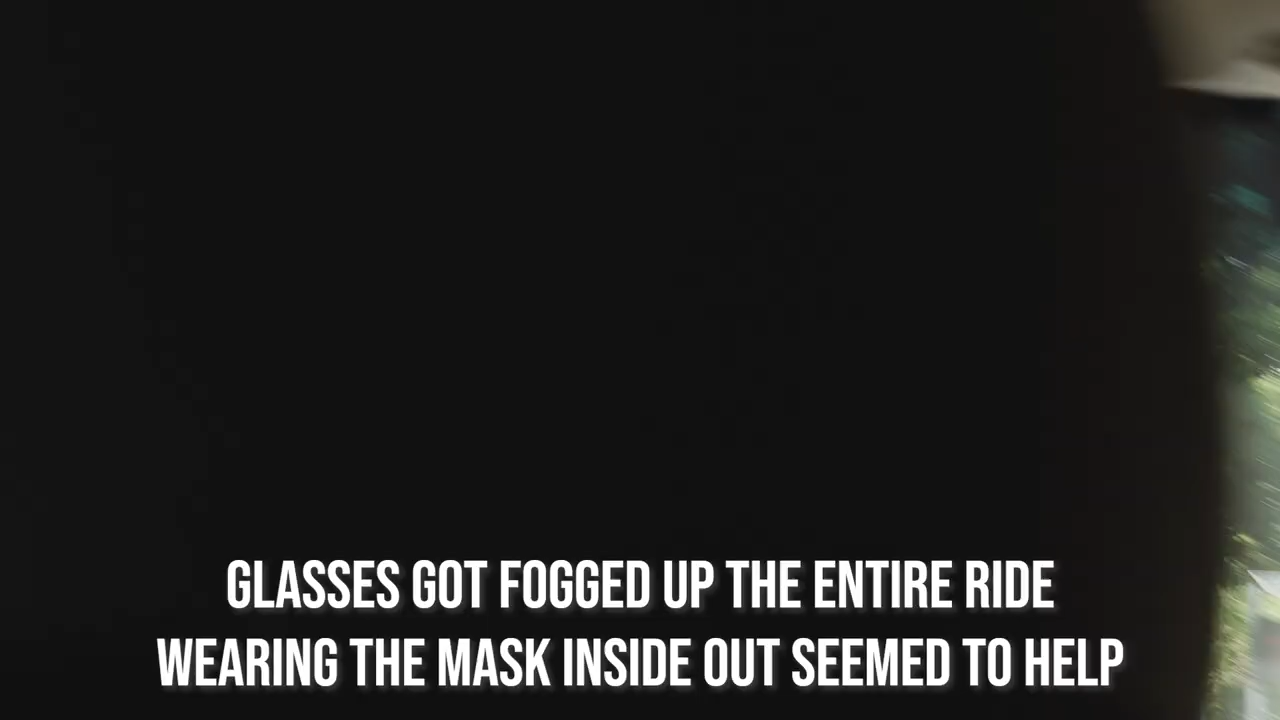 GLASSES GOT FOGGED UP THE ENTIRE RIDE
WEARING THE MASK INSIDE OUT SEEMED TO HELP